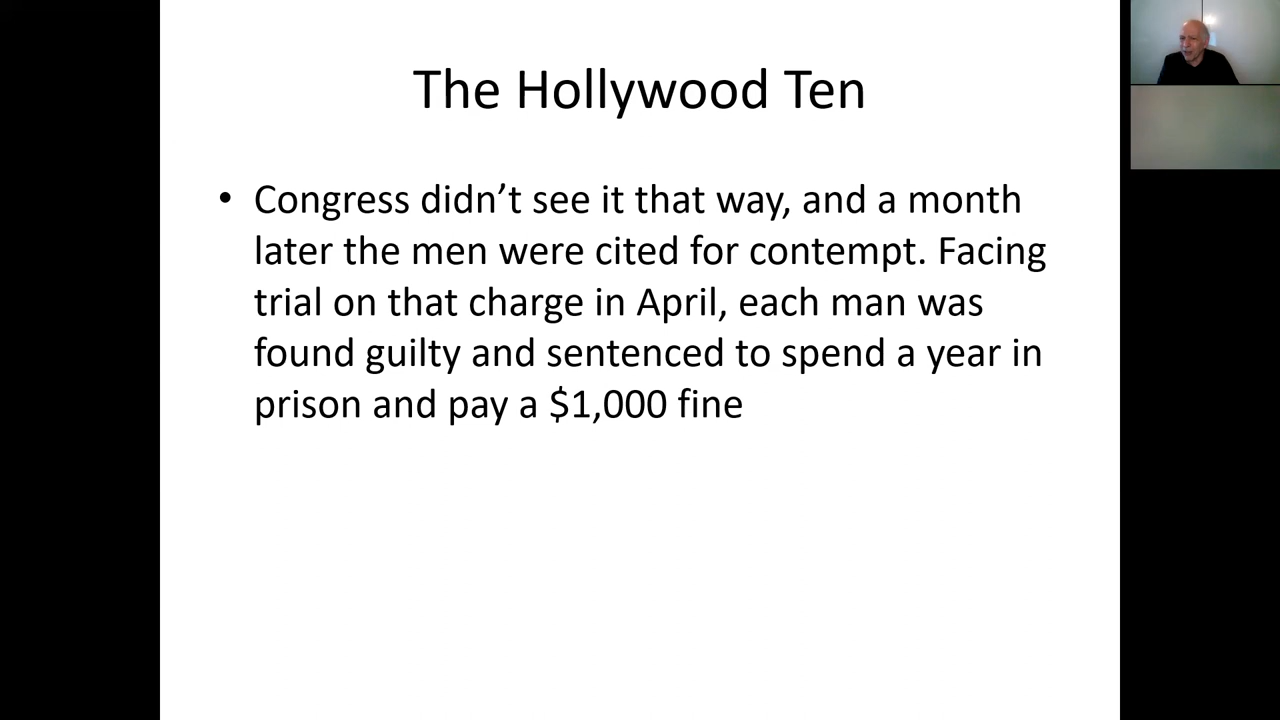 The Hollywood Ten
• Congress didn’t see it that way, and a month
later the men were cited for contempt. Facing
trial on that charge in April, each man was
found guilty and sentenced to spend a year in
prison and pay a $1,000 fine